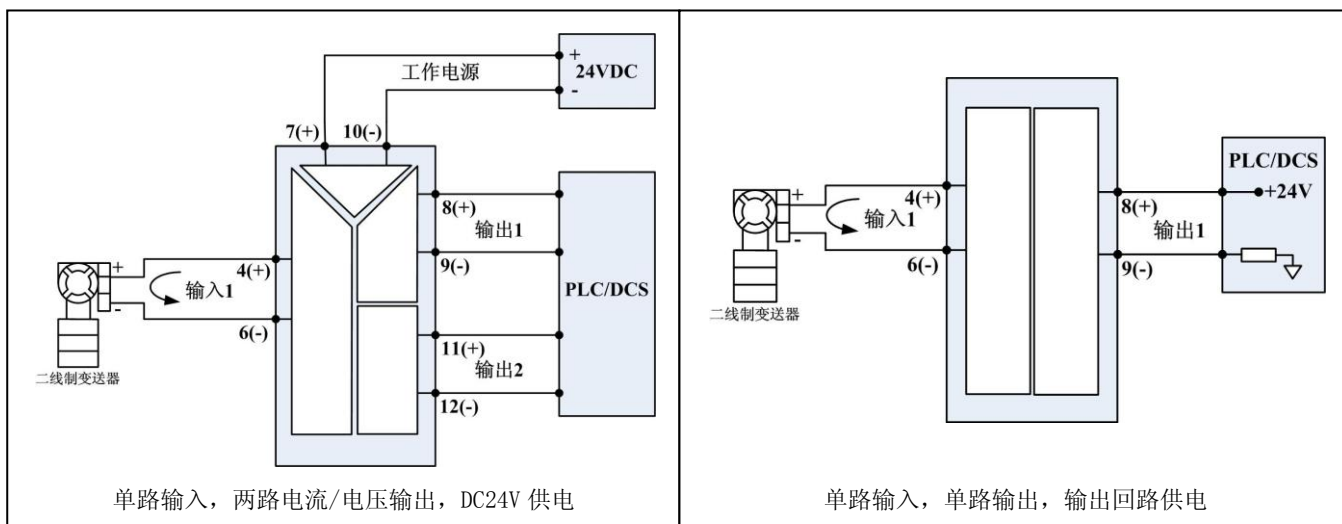 +
24VDC
-
工作电源
7(+)
10(-)
8(+)
输出1
9(-)
PLC/DCS
11(+)
输出2
12(-)
+
-
4(+)
输入1
6(-)
二线制变送器
单路输入，两路电流/电压输出，DC24V 供电
PLC/DCS
+24V
8(+)
输出1
9(-)
+
-
4(+)
输入1
6(-)
二线制变送器
单路输入，单路输出，输出回路供电